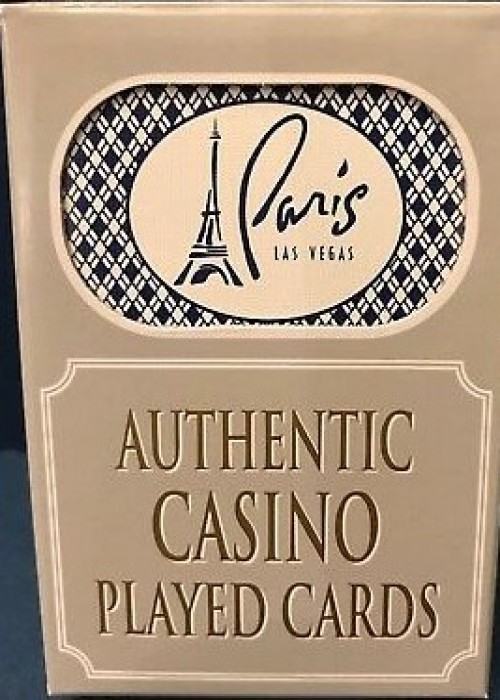 Paris
LAS VEGAS
AUTHENTIC
CASINO
PLAYED CARDS